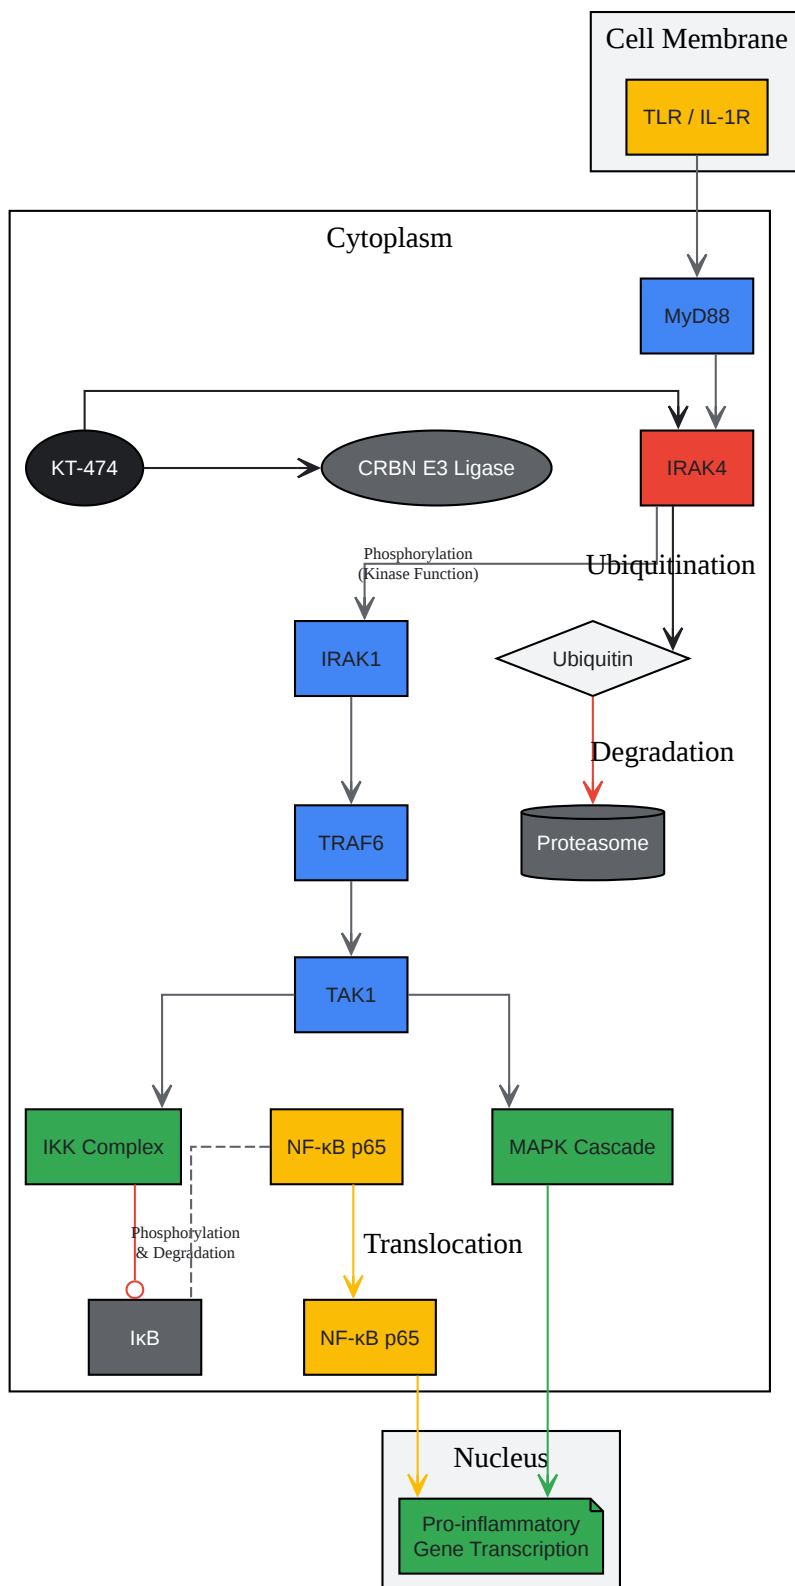 Cell Membrane
TLR / IL-1R
Cytoplasm
MyD88
KT-474
CRBN E3 Ligase
IRAK4
Phosphorylation
(Kinase Function)
Ubiquitination
IRAK1
Ubiquitin
Degradation
TRAF6
Proteasome
TAK1
IKK Complex
NF-κB p65
MAPK Cascade
Phosphorylation
& Degradation
Translocation
IκB
NF-κB p65
Nucleus
Pro-inflammatory
Gene Transcription